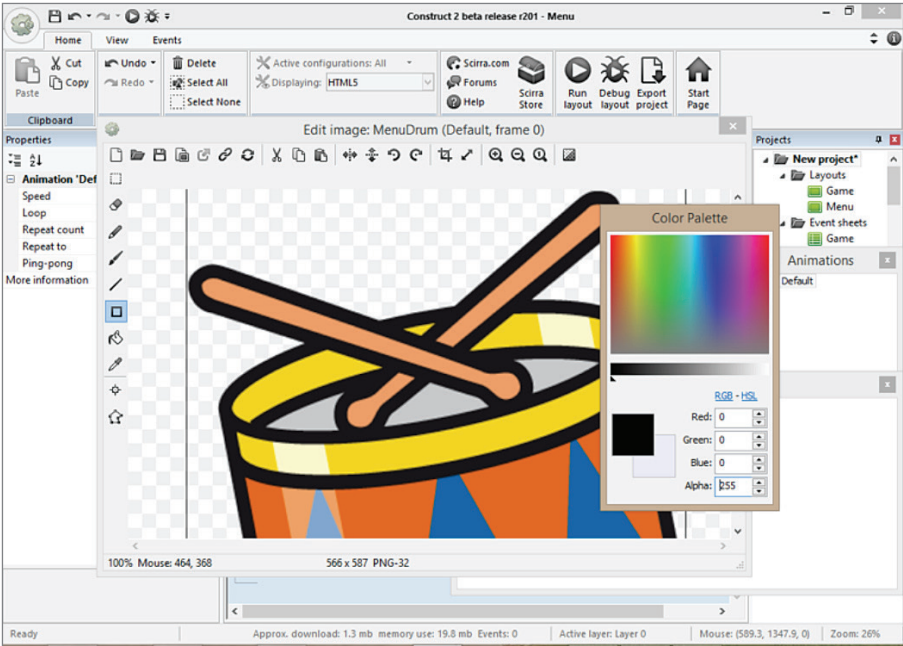 Construct 2 beta release r201 - Menu
Home View Events
Paste
Cut
Copy
Clipboard
Undo
Redo
Delete
Select All
Select None
Active configurations: All
Displaying: HTML5
Scirra.com
Forums
Help
Scirra Store
Run layout
Debug layout
Export project
Start Page
Properties
Animation 'Def
Speed
Loop
Repeat count
Repeat to
Ping-pong
More information
Edit image: MenuDrum (Default, frame 0)
100% Mouse: 464, 368
566 x 587 PNG-32
Color Palette
RGB - HSL
Red: 0
Green: 0
Blue: 0
Alpha: 255
Projects
New project*
Layouts
Game
Menu
Event sheets
Game
Animations
Default
Ready
Approx. download: 1.3 mb memory use: 19.8 mb Events: 0
Active layer: Layer 0
Mouse: (589.3, 1347.9, 0)
Zoom: 26%